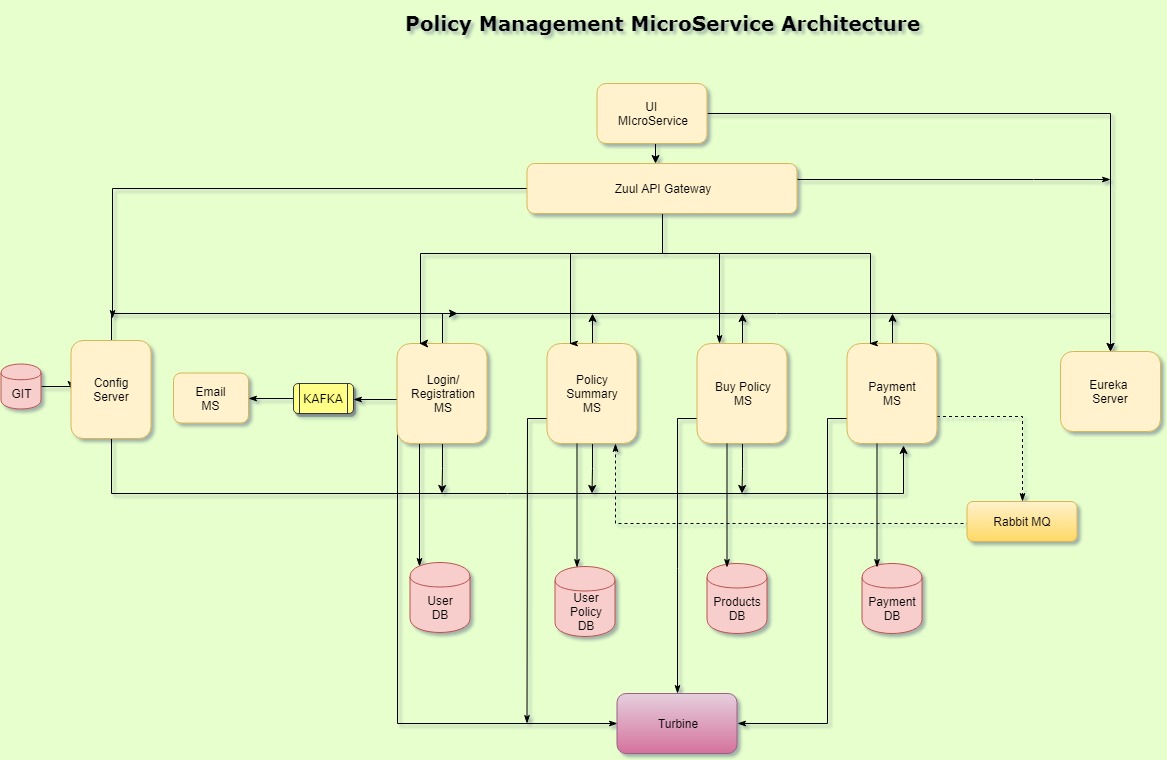 Policy Management MicroService Architecture
UI
MIcroService
Zuul API Gateway
GIT
Config
Server
Email
MS
KAFKA
Login/
Registration
MS
Policy
Summary
MS
Buy Policy
MS
Payment
MS
Eureka
Server
Rabbit MQ
User
DB
User
Policy
DB
Products
DB
Payment
DB
Turbine